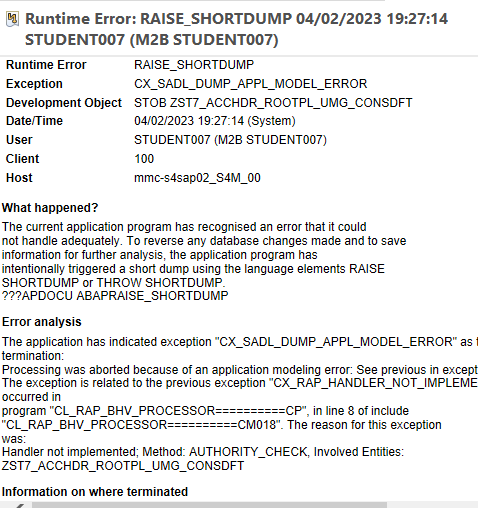 Runtime Error: RAISE_SHORTDUMP 04/02/2023 19:27:14
STUDENT007 (M2B STUDENT007)
Runtime Error RAISE_SHORTDUMP
Exception CX_SADL_DUMP_APPL_MODEL_ERROR
Development Object STOB ZST7_ACCHDR_ROOTPL_UMG_CONSDFT
Date/Time 04/02/2023 19:27:14 (System)
User STUDENT007 (M2B STUDENT007)
Client 100
Host mmc-s4sap02_S4M_00
What happened?
The current application program has recognised an error that it could
not handle adequately. To reverse any database changes made and to save
information for further analysis, the application program has
intentionally triggered a short dump using the language elements RAISE
SHORTDUMP or THROW SHORTDUMP.
???APDOCU ABAPRAISE_SHORTDUMP
Error analysis
The application has indicated exception "CX_SADL_DUMP_APPL_MODEL_ERROR" as
termination:
Processing was aborted because of an application modeling error: See previous in except
The exception is related to the previous exception "CX_RAP_HANDLER_NOT_IMPLEME
occurred in
program "CL_RAP_BHV_PROCESSOR==========CP", in line 8 of include
"CL_RAP_BHV_PROCESSOR==========CM018". The reason for this exception
was:
Handler not implemented; Method: AUTHORITY_CHECK, Involved Entities:
ZST7_ACCHDR_ROOTPL_UMG_CONSDFT
Information on where terminated